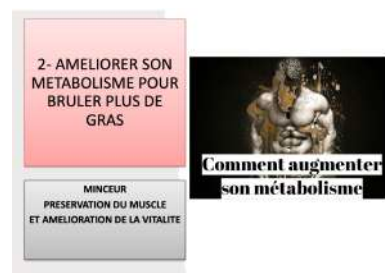 2- AMELIORER SON
METABOLISME POUR
BRULER PLUS DE
GRAS
Comment augmenter
son métabolisme
MINCEUR
PRESERVATION DU MUSCLE
ET AMELIORATION DE LA VITALITE